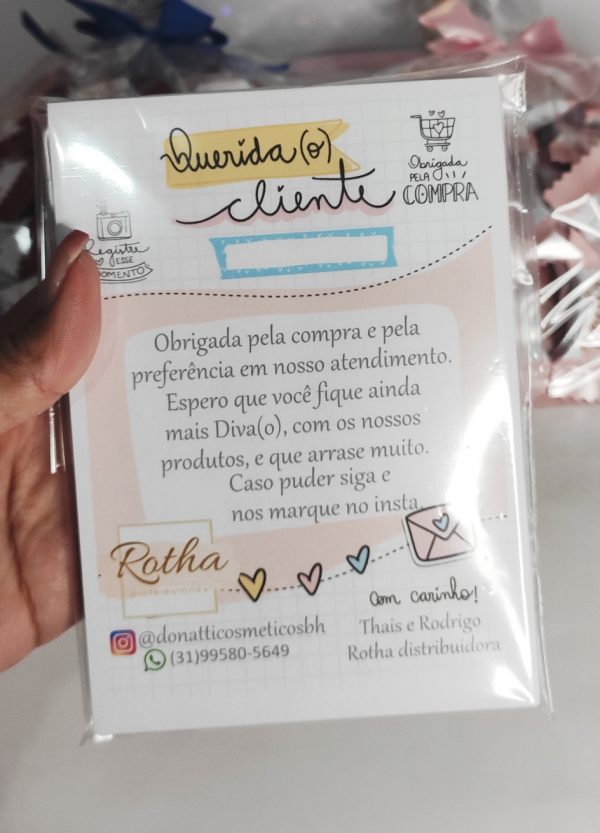 Querida(o)
cliente
Obrigada
PELA
COMPRA
Registre
ESSE
MOMENTO
Obrigada pela compra e pela
preferência em nosso atendimento.
Espero que você fique ainda
mais Diva(o), com os nossos
produtos, e que arrase muito.
Caso puder siga e
nos marque no insta.
Rotha
DISTRIBUIDORA
com carinho!
@donatticosmeticosbh
(31)99580-5649
Thais e Rodrigo
Rotha distribuidora